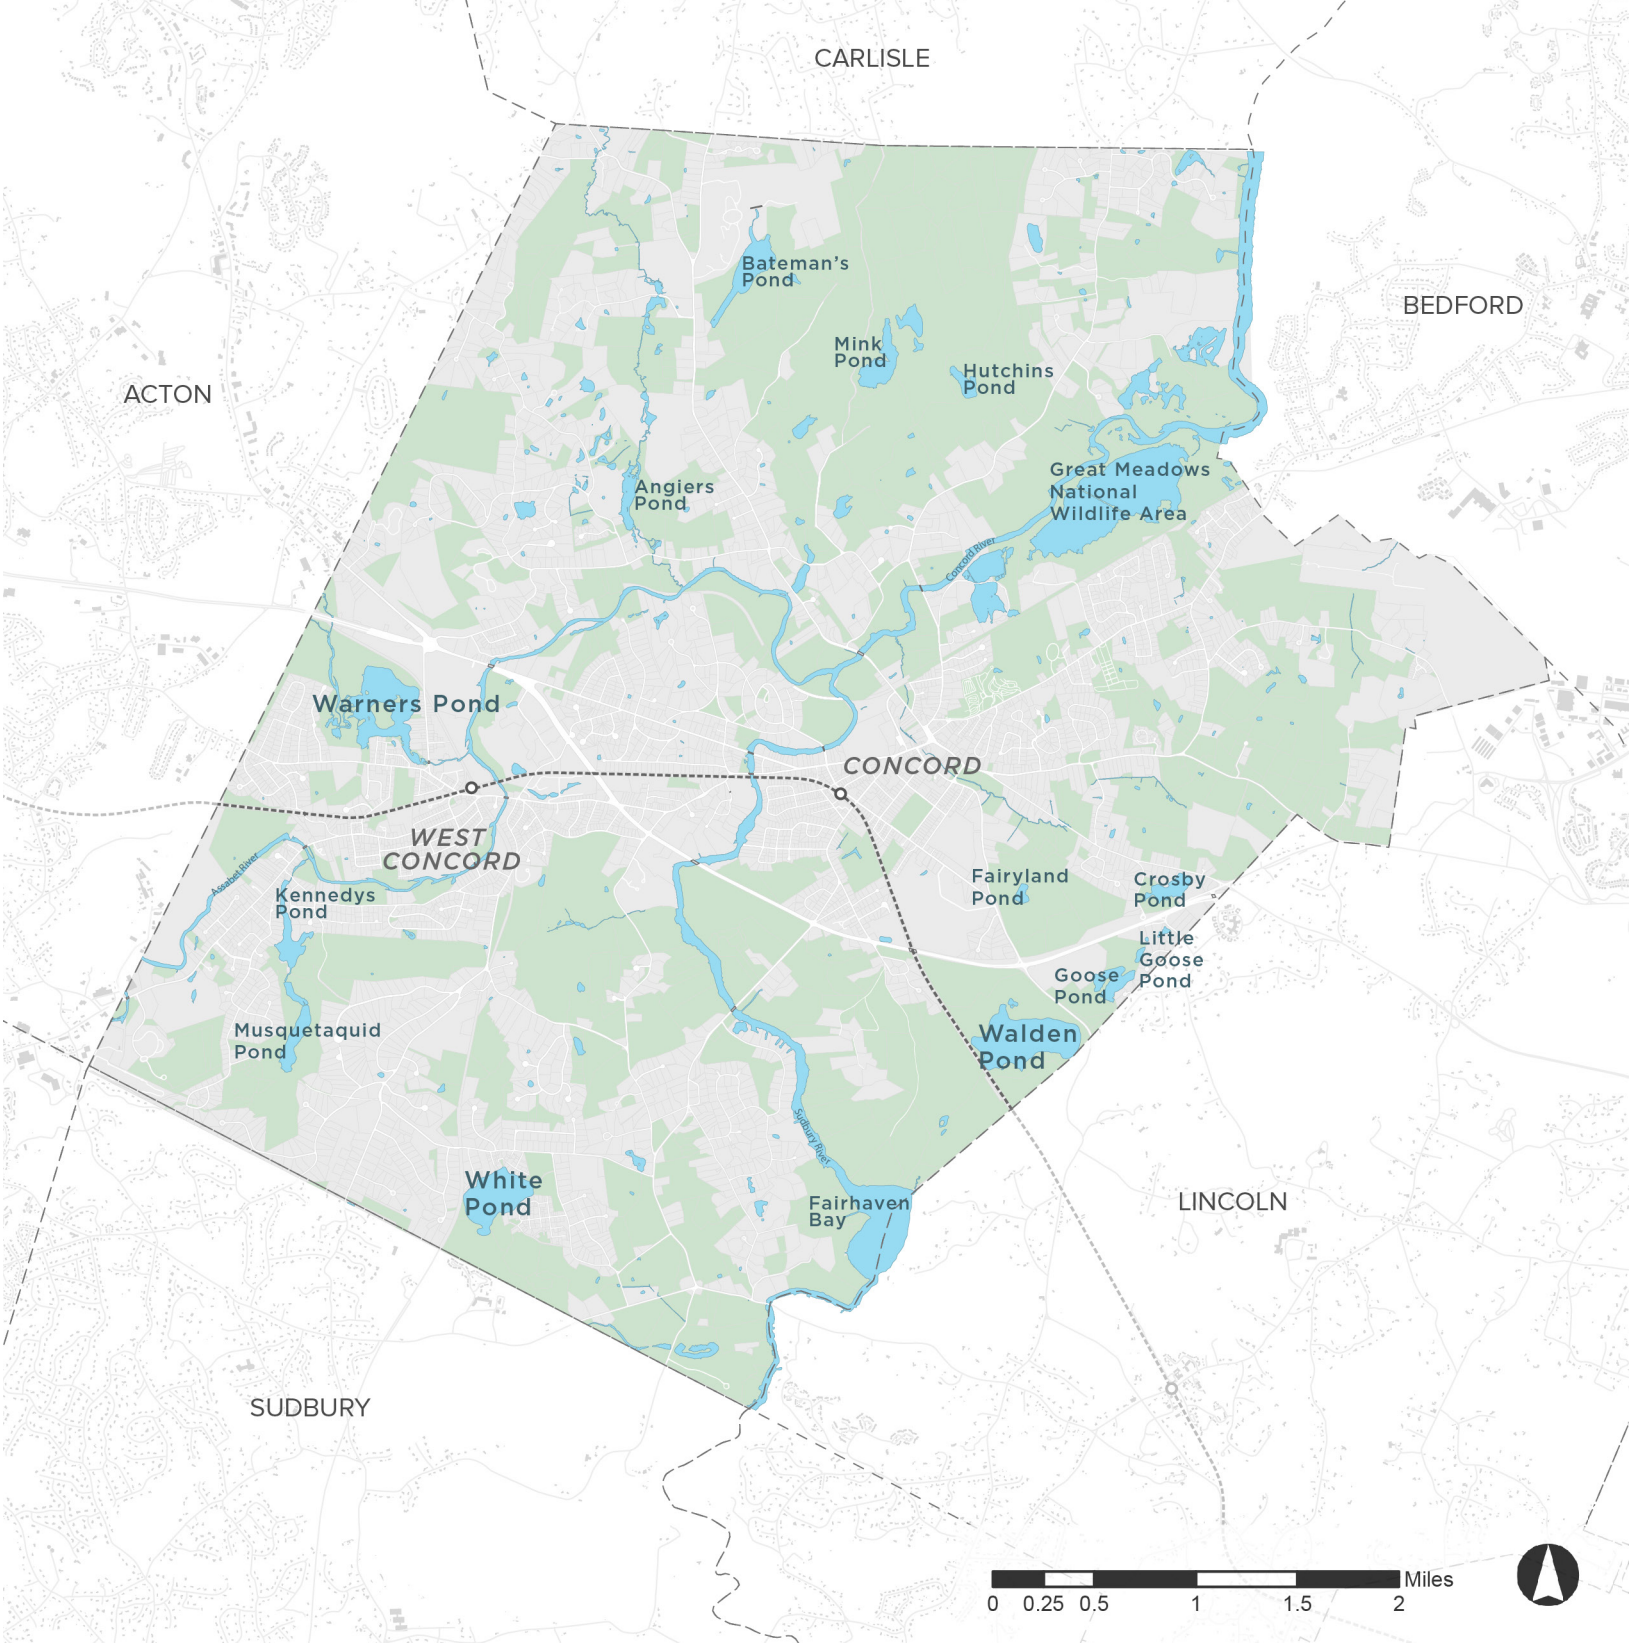 CARLISLE
Bateman's
Pond
BEDFORD
Mink
Pond
Hutchins
Pond
ACTON
Great Meadows
National
Wildlife Area
Angiers
Pond
Concord River
Warners Pond
CONCORD
WEST
CONCORD
Assabet River
Kennedys
Pond
Fairyland
Pond
Crosby
Pond
Little
Goose
Pond
Goose
Pond
Musquetaquid
Pond
Walden
Pond
Sudbury River
White
Pond
Fairhaven
Bay
LINCOLN
SUDBURY
Miles
0 0.25 0.5 1 1.5 2